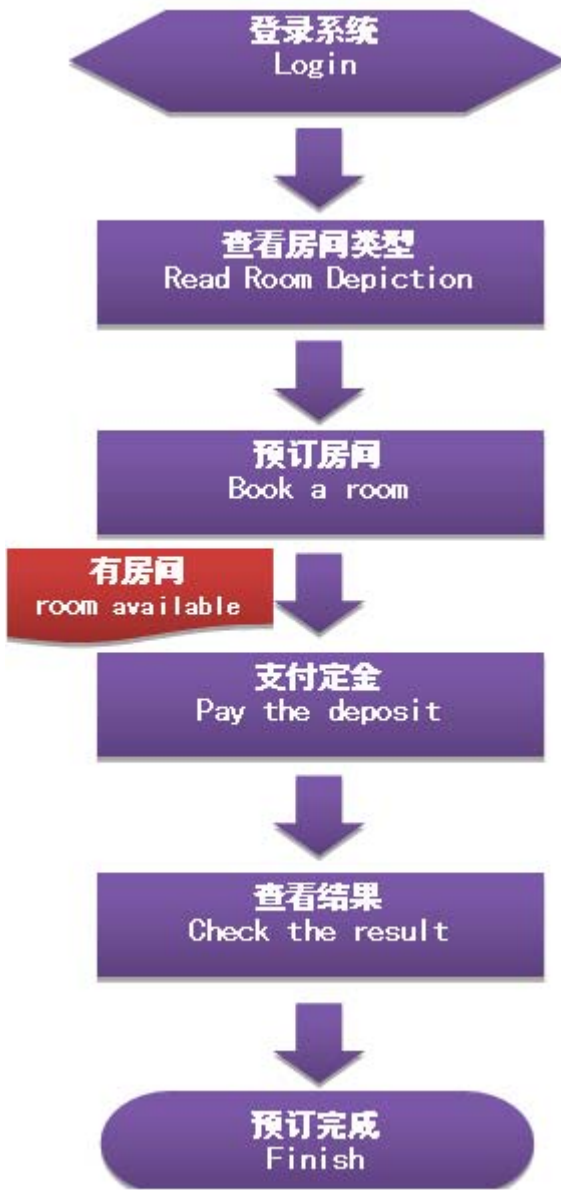 登录系统
Login
查看房间类型
Read Room Depiction
预订房间
Book a room
有房间
room available
支付定金
Pay the deposit
查看结果
Check the result
预订完成
Finish